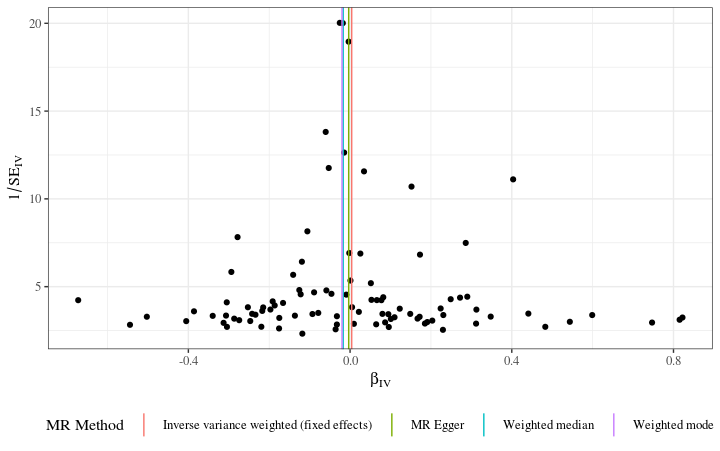 20
15
10
5
1/SE_IV
-0.4 0.0 0.4 0.8
β_IV
MR Method Inverse variance weighted (fixed effects) MR Egger Weighted median Weighted mode